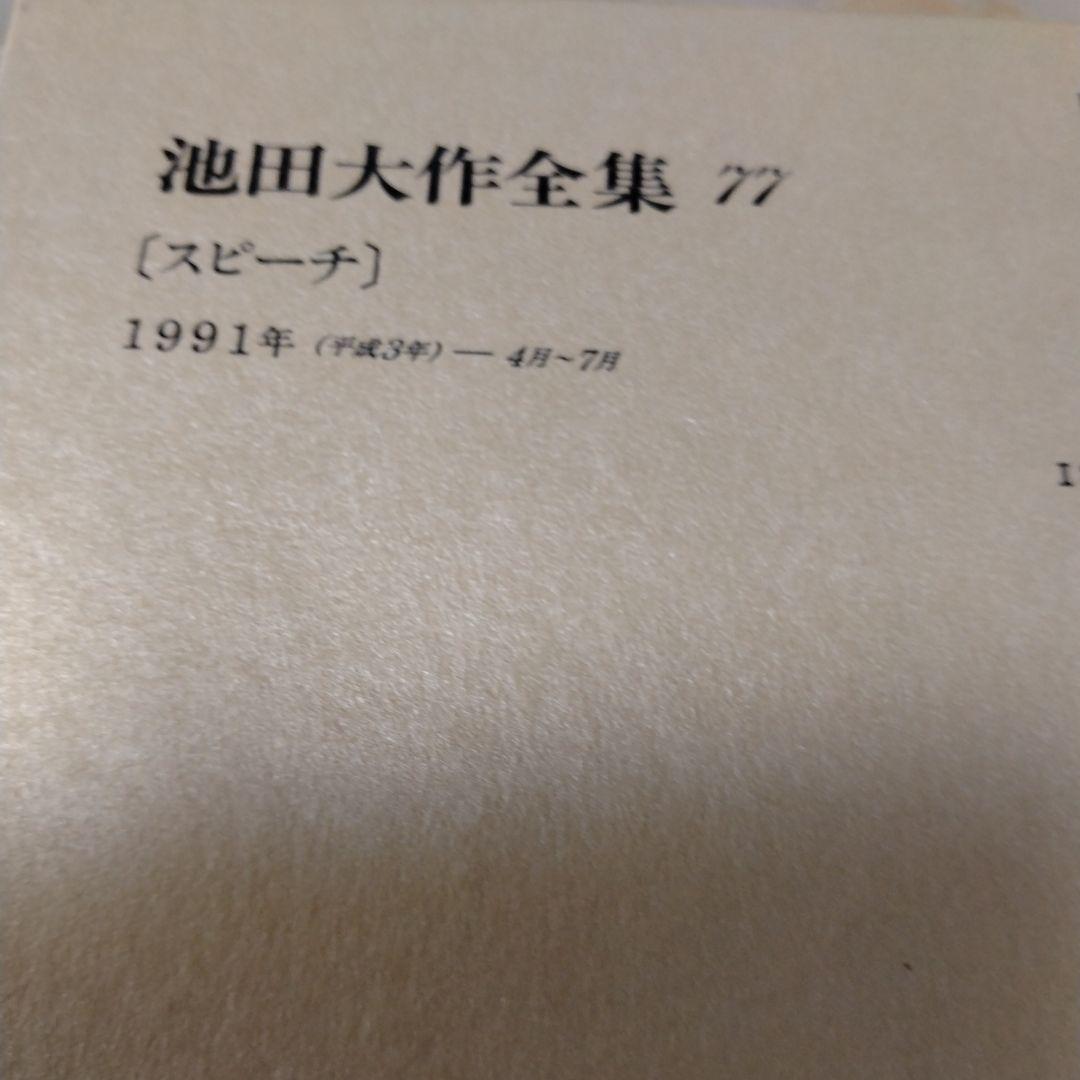 池田大作全集 77
〔スピーチ〕
1991年（平成3年）— 4月~7月